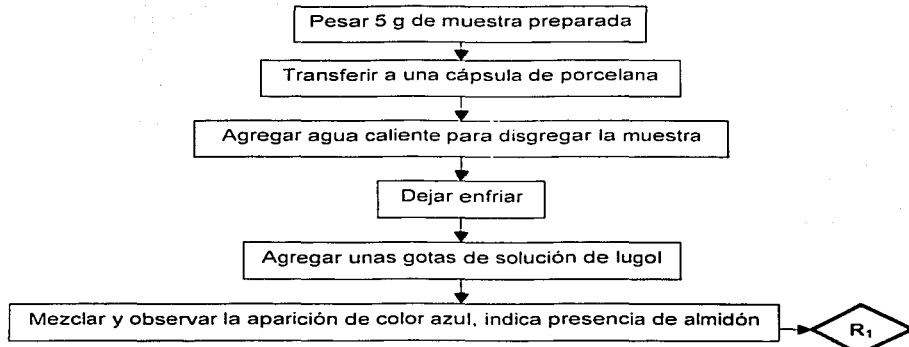 Pesar 5 g de muestra preparada
Transferir a una cápsula de porcelana
Agregar agua caliente para disgregar la muestra
Dejar enfriar
Agregar unas gotas de solución de lugol
Mezclar y observar la aparición de color azul, indica presencia de almidón
R₁